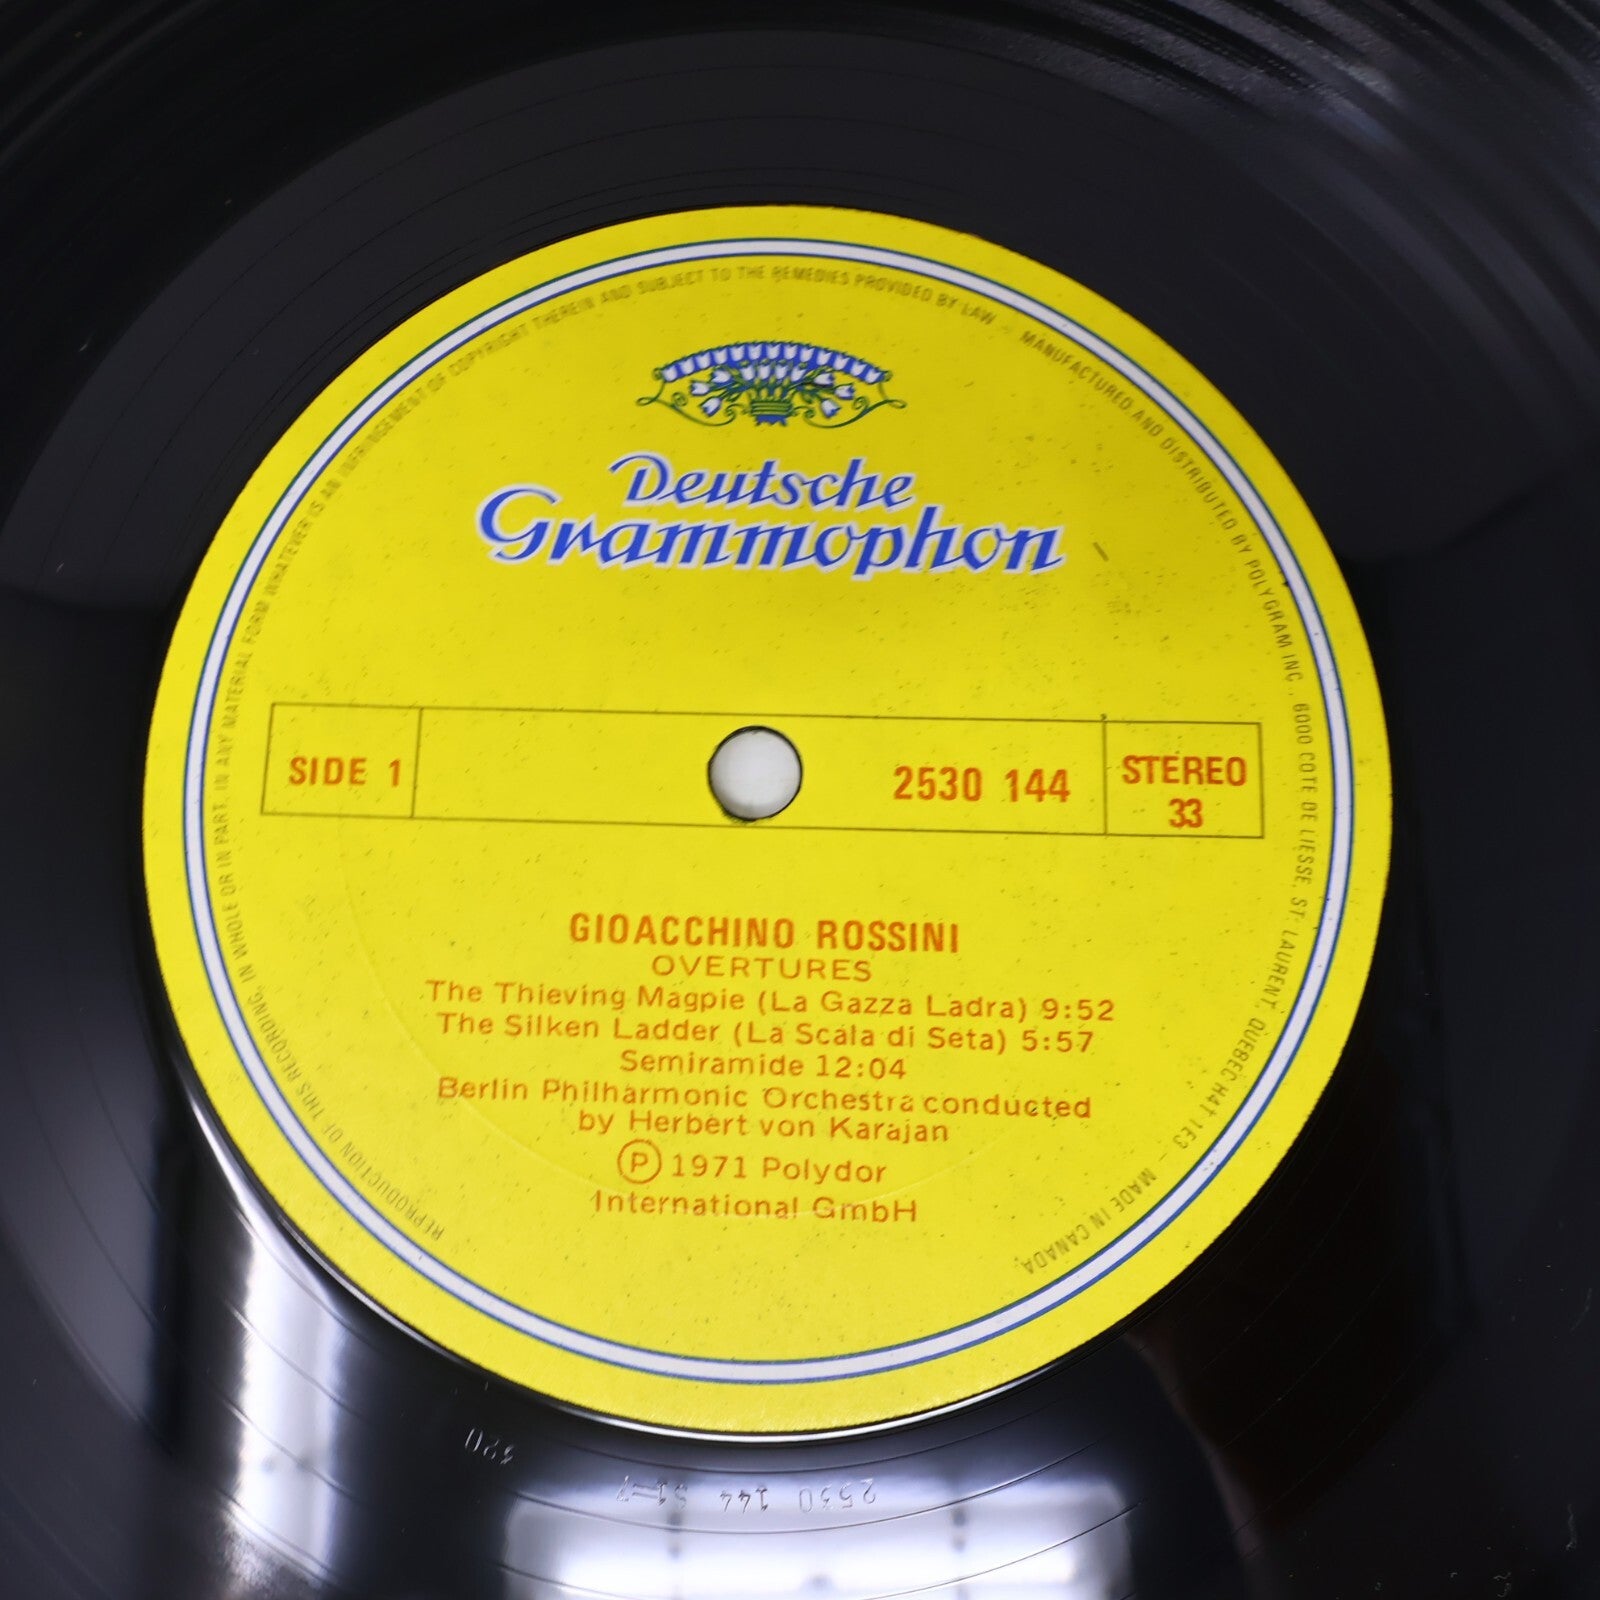 REPRODUCTION OF THIS RECORDING, IN WHOLE OR IN PART, IN ANY MATERIAL FORM WHATEVER IS AN INFRINGEMENT OF COPYRIGHT THEREIN AND SUBJECT TO THE REMEDIES PROVIDED BY LAW – MANUFACTURED AND DISTRIBUTED BY POLYGRAM INC., 6000 COTE DE LIESSE, ST. LAURENT, QUEBEC H4T 1E3 – MADE IN CANADA
Deutsche
Grammophon
SIDE 1
2530 144
STEREO
33
GIOACCHINO ROSSINI
OVERTURES
The Thieving Magpie (La Gazza Ladra) 9:52
The Silken Ladder (La Scala di Seta) 5:57
Semiramide 12:04
Berlin Philharmonic Orchestra conducted
by Herbert von Karajan
Ⓟ 1971 Polydor
International GmbH
320
2530 144